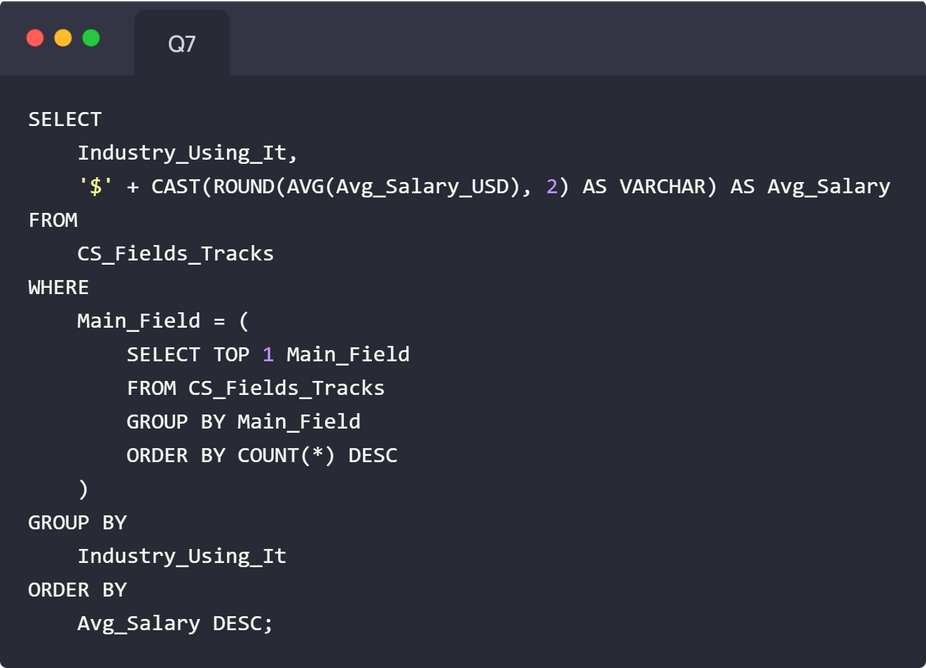 Q7
SELECT
    Industry_Using_It,
    '$' + CAST(ROUND(AVG(Avg_Salary_USD), 2) AS VARCHAR) AS Avg_Salary
FROM
    CS_Fields_Tracks
WHERE
    Main_Field = (
        SELECT TOP 1 Main_Field
        FROM CS_Fields_Tracks
        GROUP BY Main_Field
        ORDER BY COUNT(*) DESC
    )
GROUP BY
    Industry_Using_It
ORDER BY
    Avg_Salary DESC;